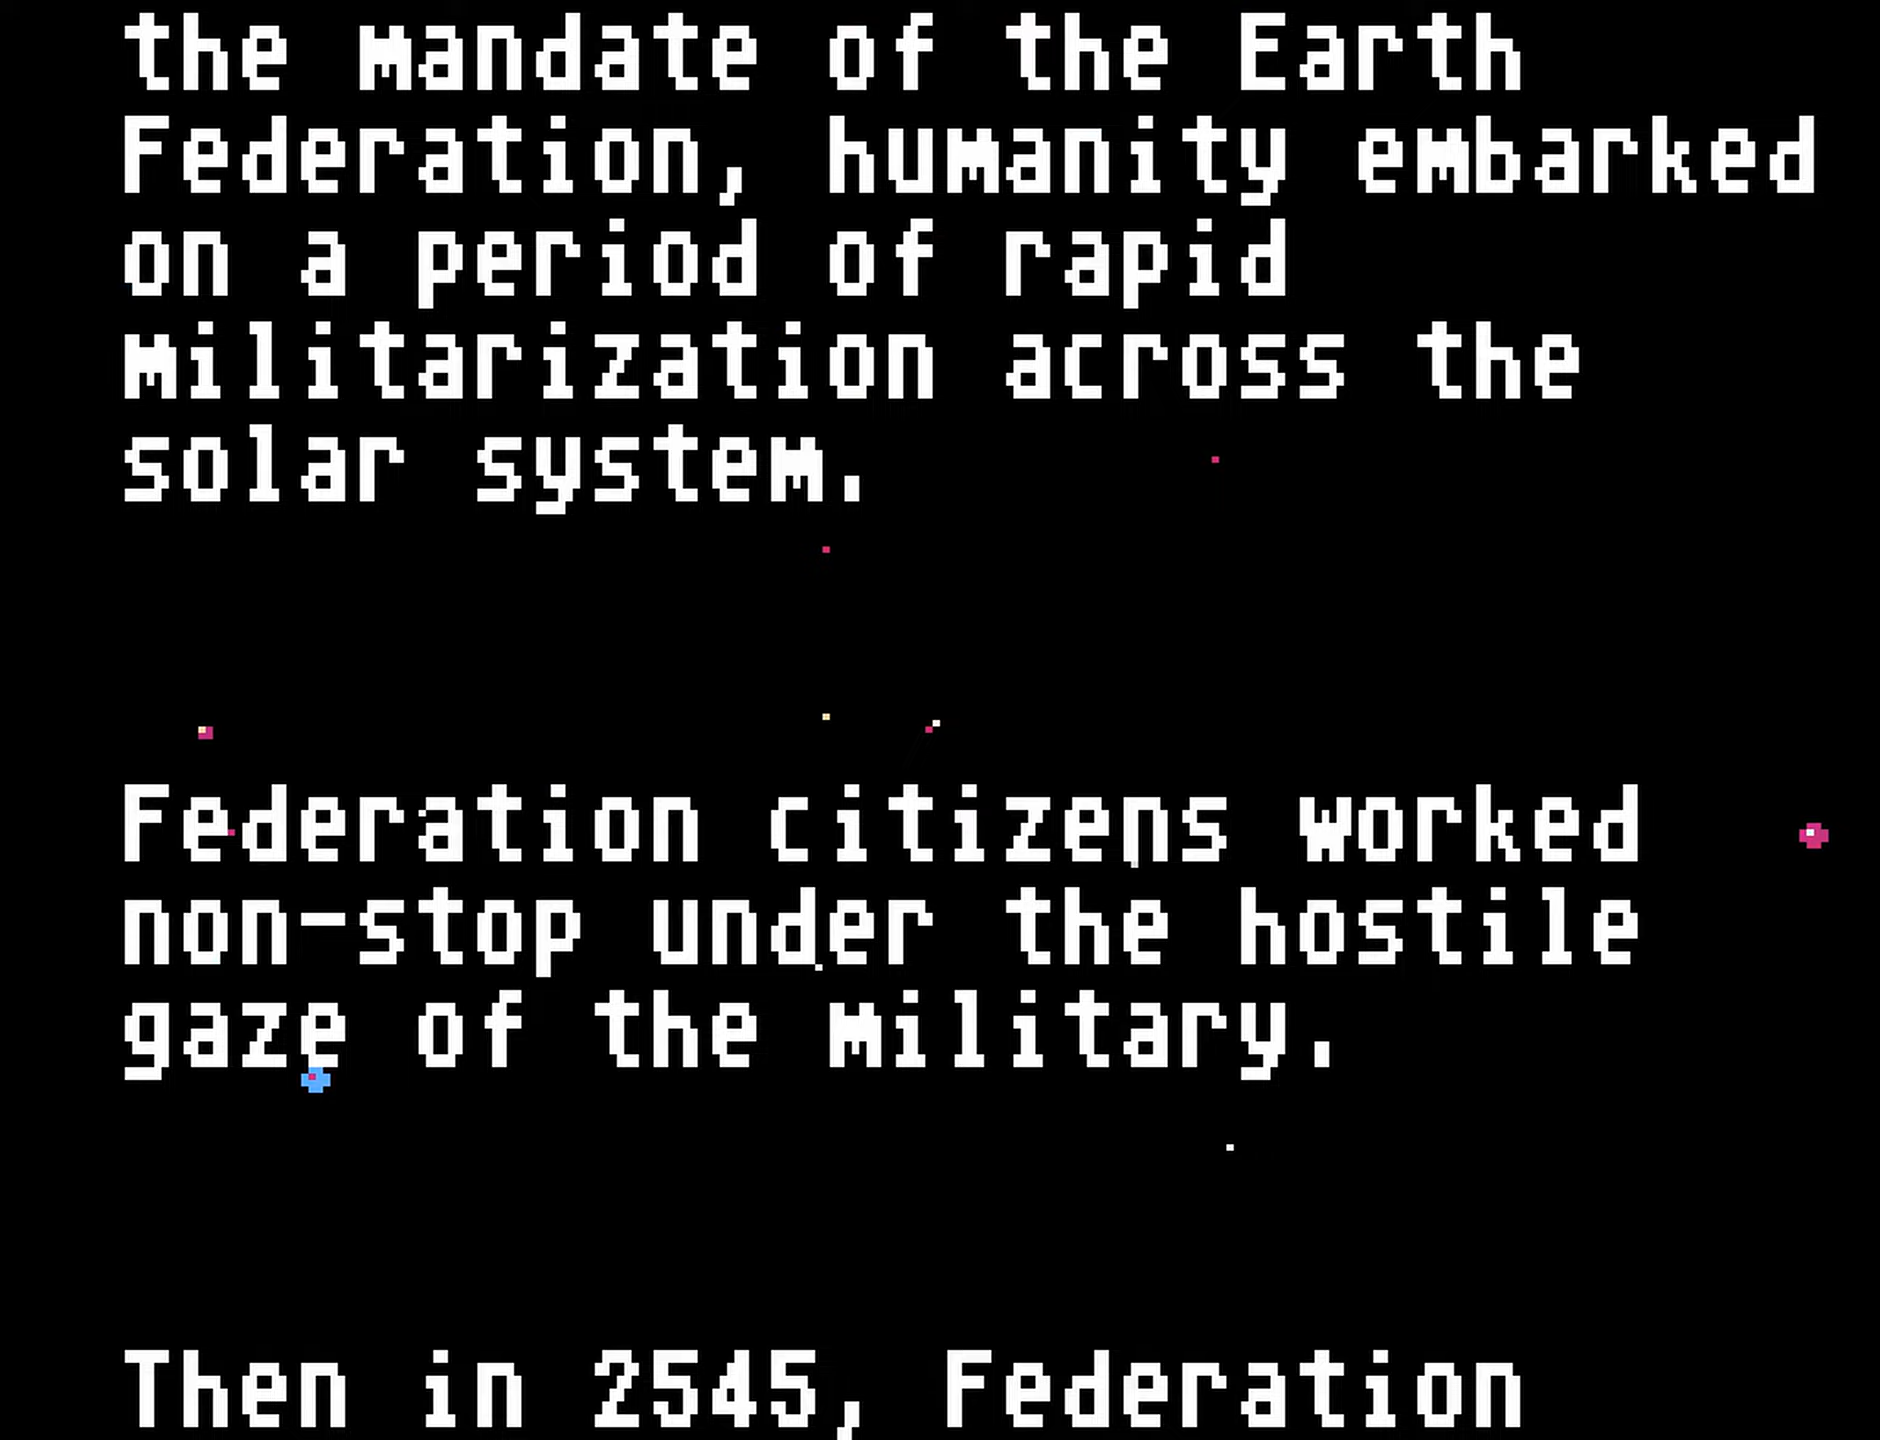 the mandate of the Earth
Federation, humanity embarked
on a period of rapid
militarization across the
solar system.
Federation citizens worked
non-stop under the hostile
gaze of the military.
Then in 2545, Federation